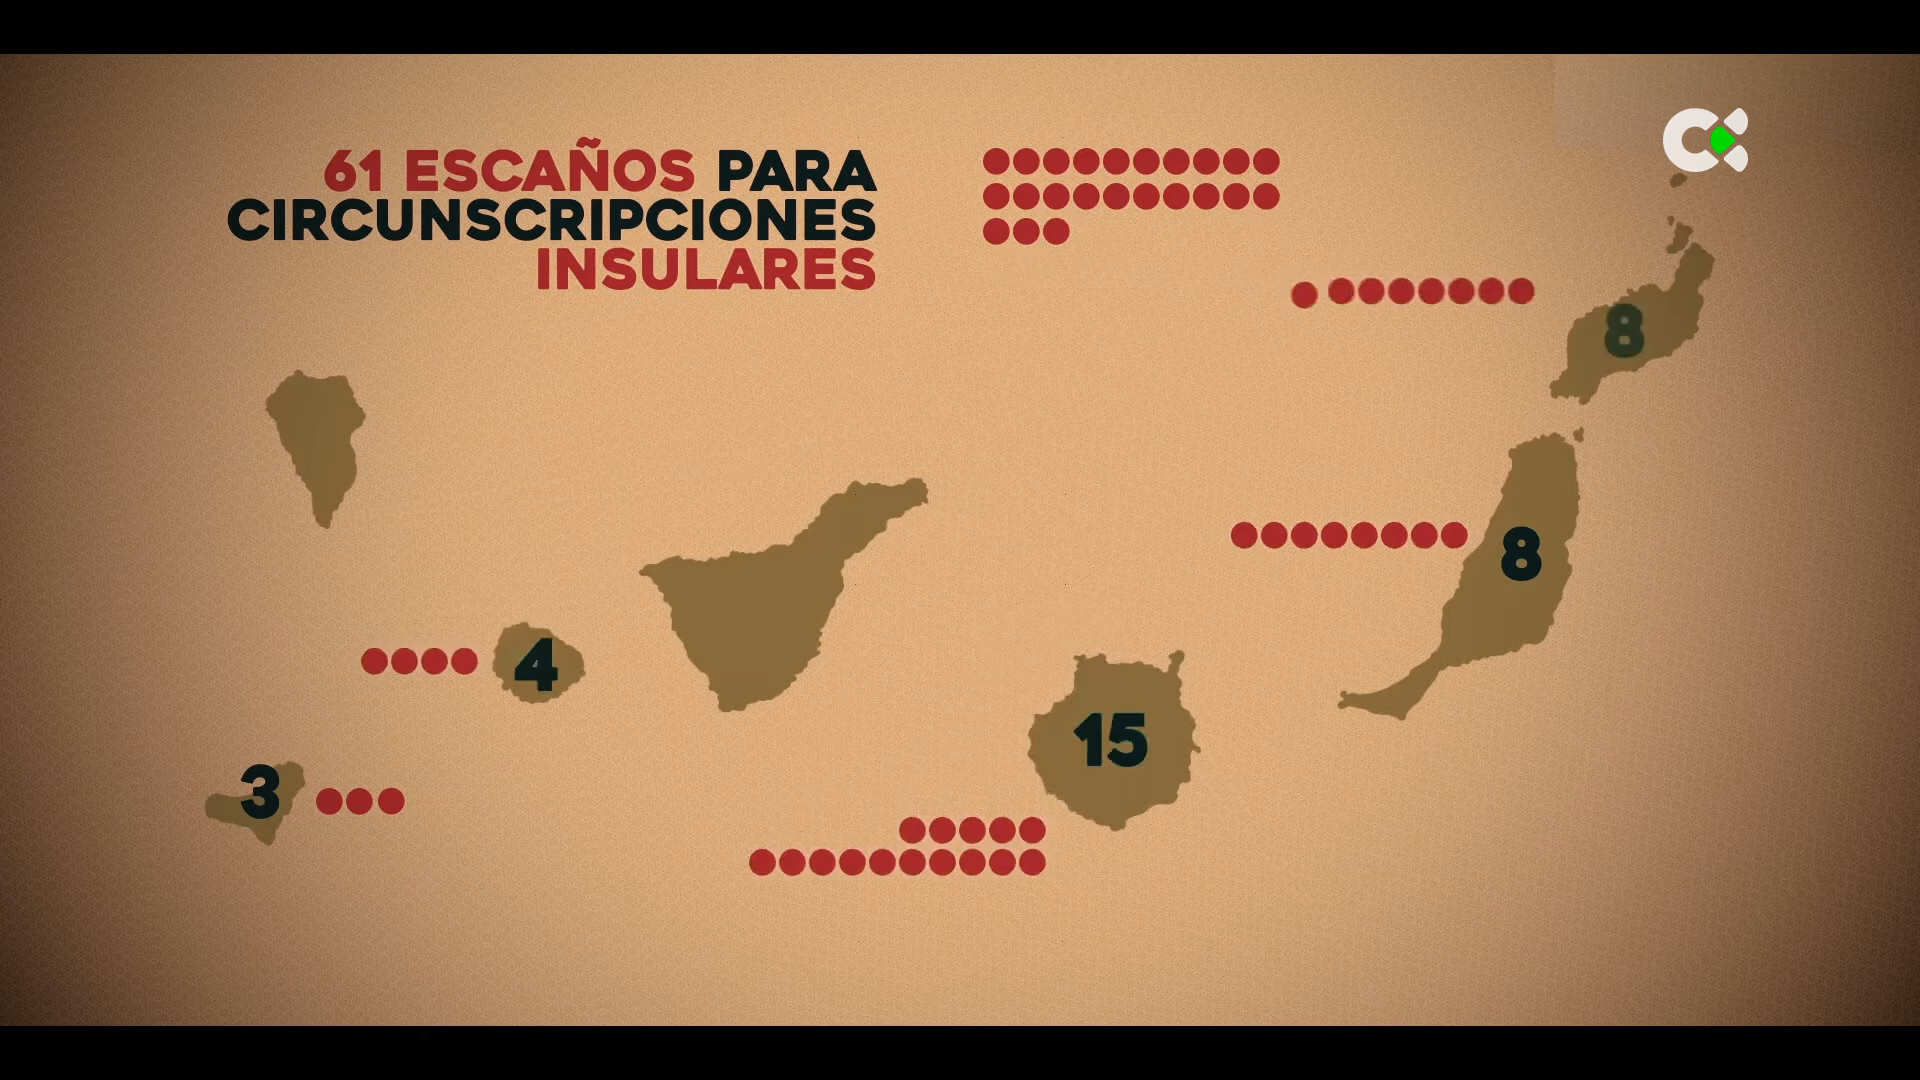 61 ESCAÑOS PARA
CIRCUNSCRIPCIONES
INSULARES
8
8
4
15
3